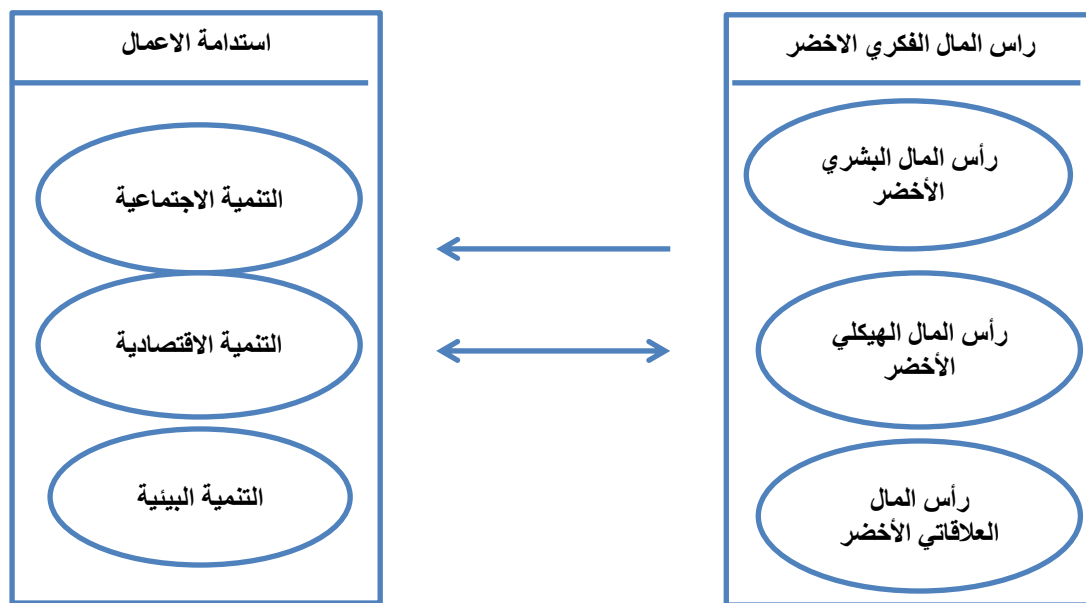 راس المال الفكري الاخضر
رأس المال البشري
الأخضر
رأس المال الهيكلي
الأخضر
رأس المال
العلاقاتي الأخضر
استدامة الاعمال
التنمية الاجتماعية
التنمية الاقتصادية
التنمية البيئية